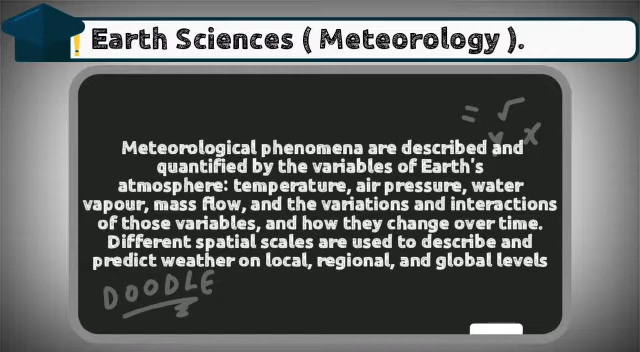 Earth Sciences ( Meteorology ).
= √
x x
Meteorological phenomena are described and
quantified by the variables of Earth's
atmosphere: temperature, air pressure, water
vapour, mass flow, and the variations and interactions
of those variables, and how they change over time.
Different spatial scales are used to describe and
predict weather on local, regional, and global levels
DOODLE